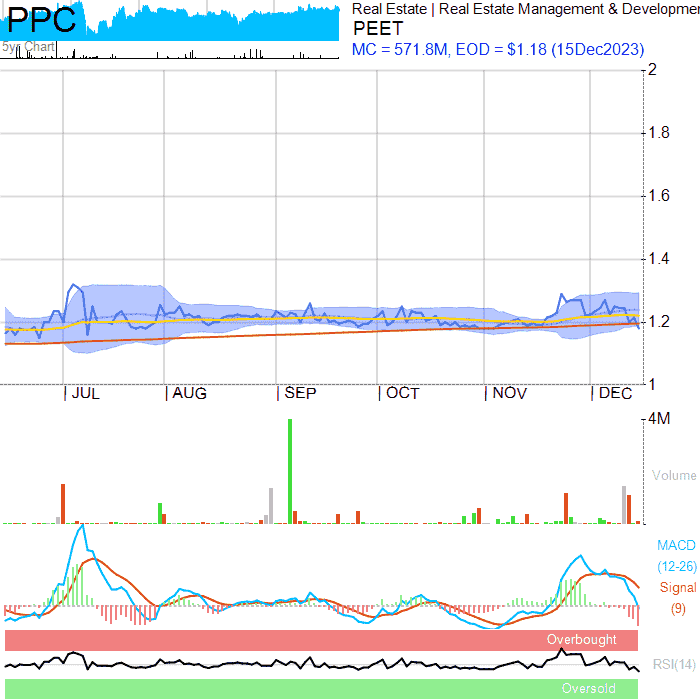 PPC
5yr Chart
Real Estate | Real Estate Management & Developmen
PEET
MC = 571.8M, EOD = $1.18 (15Dec2023)
2
1.8
1.6
1.4
1.2
1
JUL
AUG
SEP
OCT
NOV
DEC
4M
Volume
MACD
(12-26)
Signal
(9)
Overbought
RSI(14)
Oversold